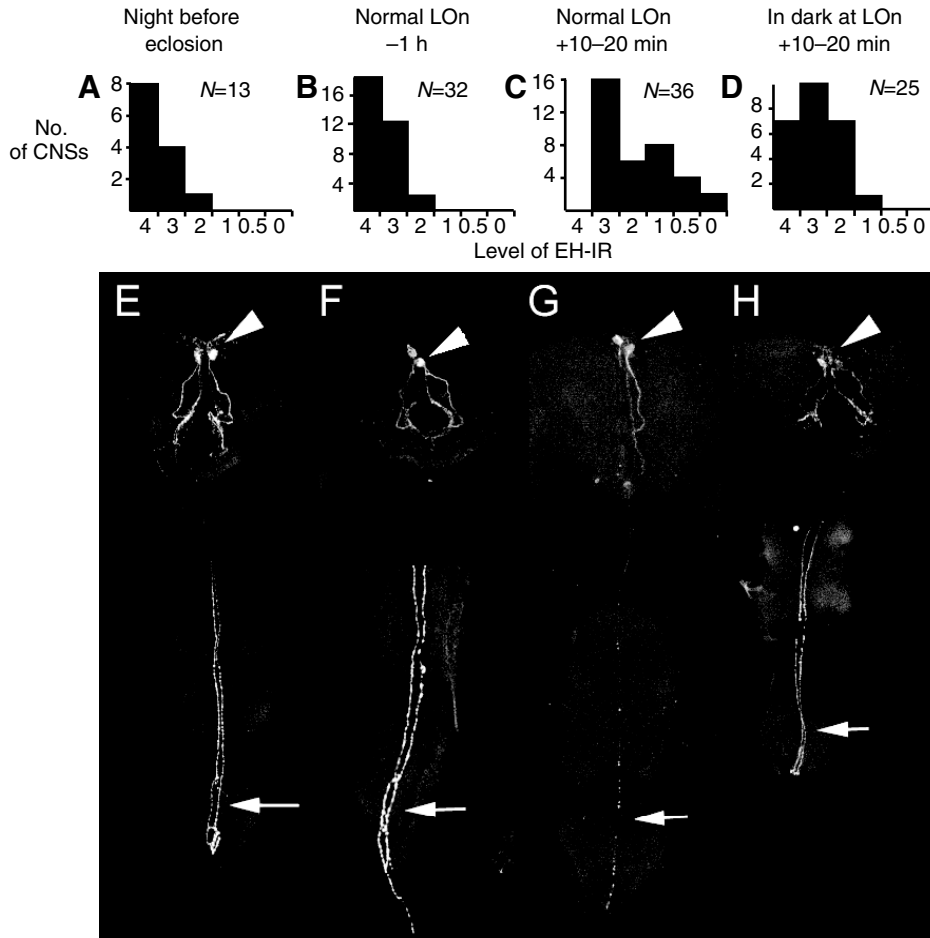 Night before
eclosion
Normal LOn
–1 h
Normal LOn
+10–20 min
In dark at LOn
+10–20 min
A
N=13
B
N=32
C
N=36
D
N=25
No.
of CNSs
8
6
4
2
16
12
8
4
16
12
8
4
8
6
4
2
4 3 2 1 0.5 0
4 3 2 1 0.5 0
4 3 2 1 0.5 0
4 3 2 1 0.5 0
Level of EH-IR
E
F
G
H